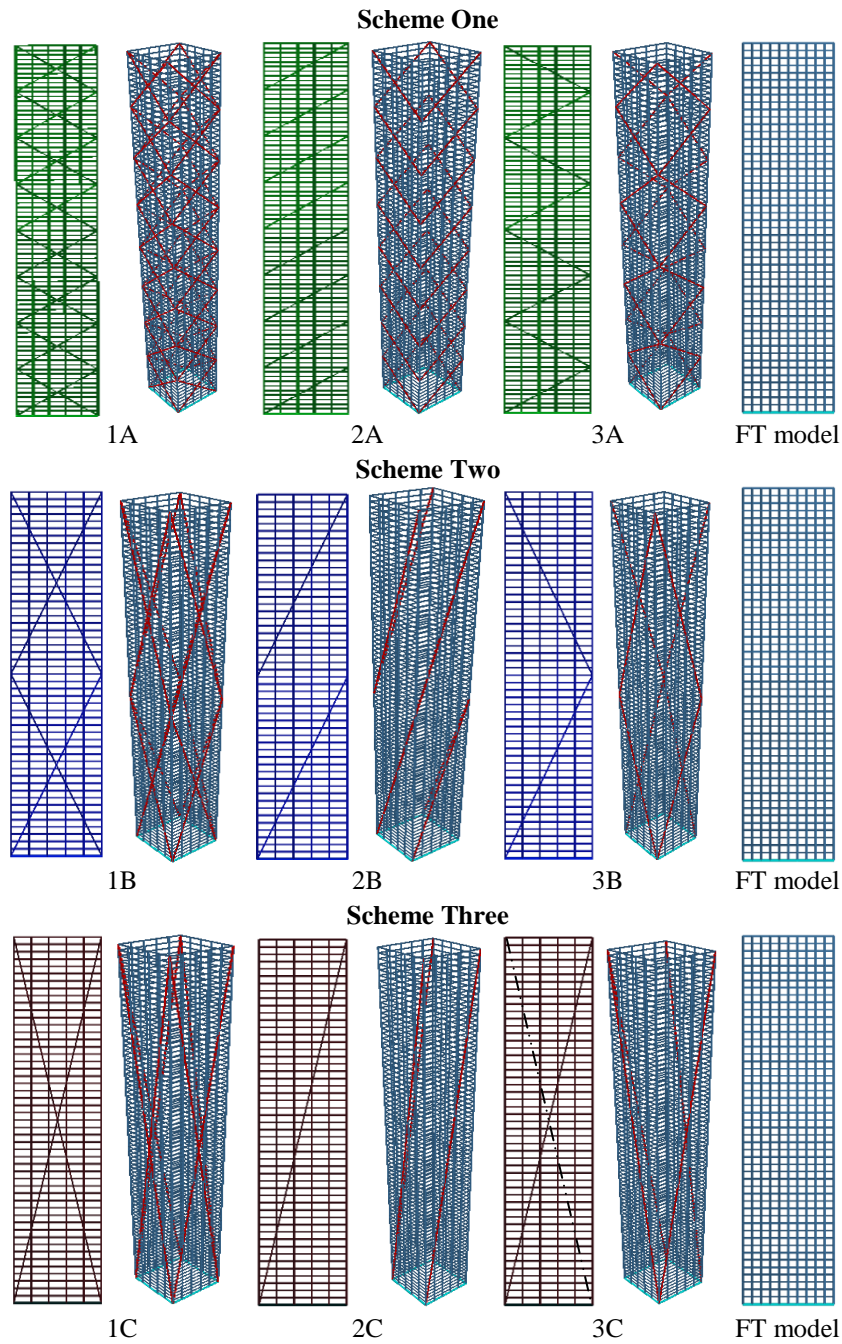 Scheme One
1A 2A 3A FT model
Scheme Two
1B 2B 3B FT model
Scheme Three
1C 2C 3C FT model